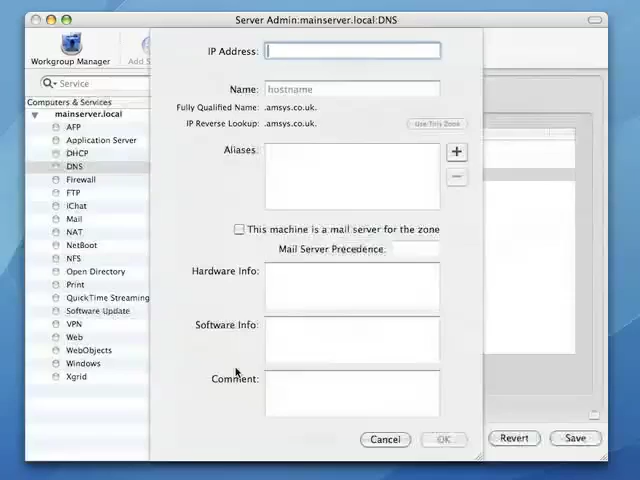 Server Admin:mainserver.local:DNS
Workgroup Manager
Add S
Service
Computers & Services
mainserver.local
AFP
Application Server
DHCP
DNS
Firewall
FTP
iChat
Mail
NAT
NetBoot
NFS
Open Directory
Print
QuickTime Streaming
Software Update
VPN
Web
WebObjects
Windows
Xgrid
IP Address:
Name: hostname
Fully Qualified Name: .amsys.co.uk.
IP Reverse Lookup: .amsys.co.uk.
Use This Zone
Aliases:
+
−
This machine is a mail server for the zone
Mail Server Precedence:
Hardware Info:
Software Info:
Comment:
Cancel
OK
Revert
Save